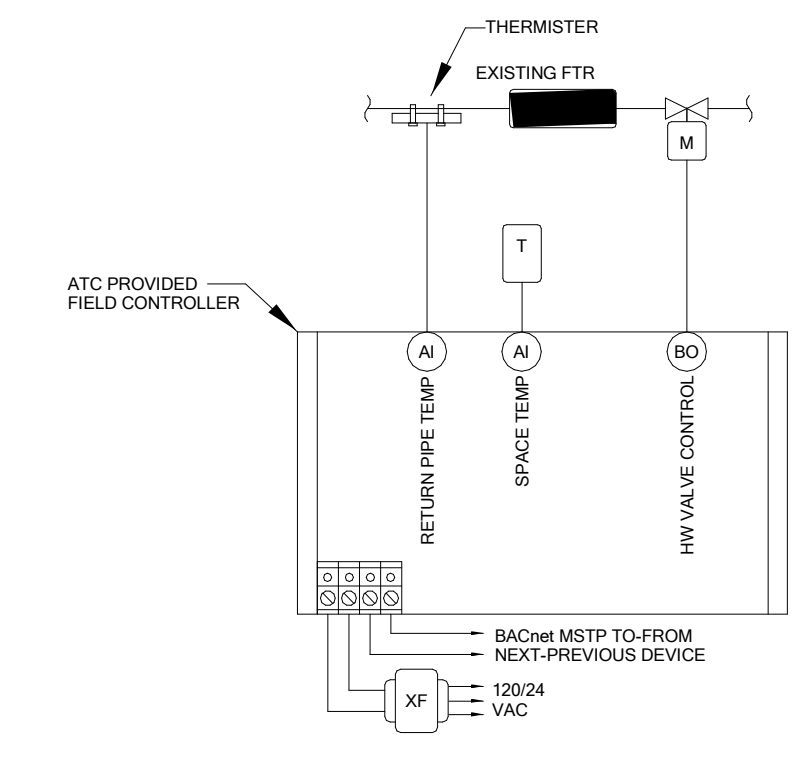 THERMISTER
EXISTING FTR
M
T
ATC PROVIDED
FIELD CONTROLLER
AI
AI
BO
RETURN PIPE TEMP
SPACE TEMP
HW VALVE CONTROL
BACnet MSTP TO-FROM
NEXT-PREVIOUS DEVICE
XF
120/24
VAC